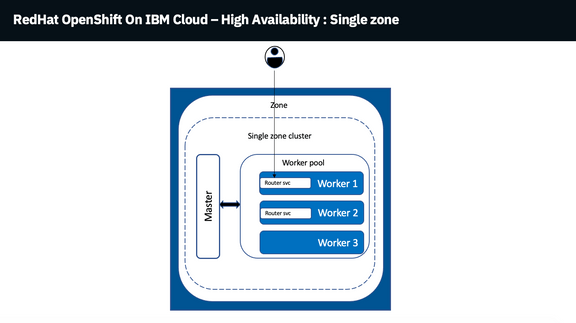 RedHat OpenShift On IBM Cloud – High Availability : Single zone
Zone
Single zone cluster
Worker pool
Master
Router svc
Worker 1
Router svc
Worker 2
Worker 3